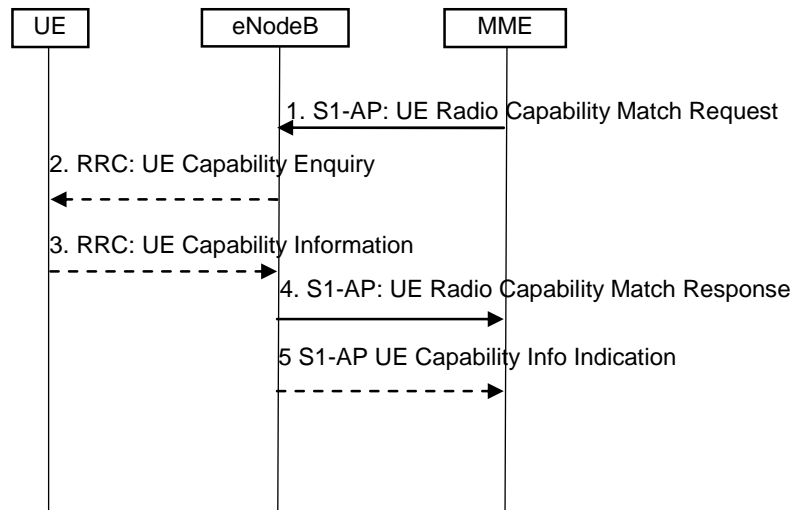 UE
eNodeB
MME
1. S1-AP: UE Radio Capability Match Request
2. RRC: UE Capability Enquiry
3. RRC: UE Capability Information
4. S1-AP: UE Radio Capability Match Response
5 S1-AP UE Capability Info Indication